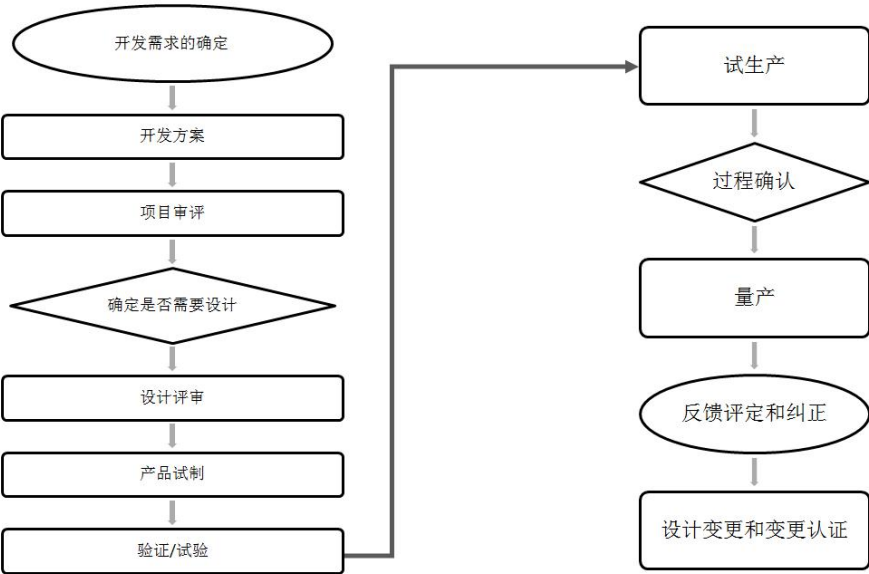 开发需求的确定
开发方案
项目审评
确定是否需要设计
设计评审
产品试制
验证/试验
试生产
过程确认
量产
反馈评定和纠正
设计变更和变更认证